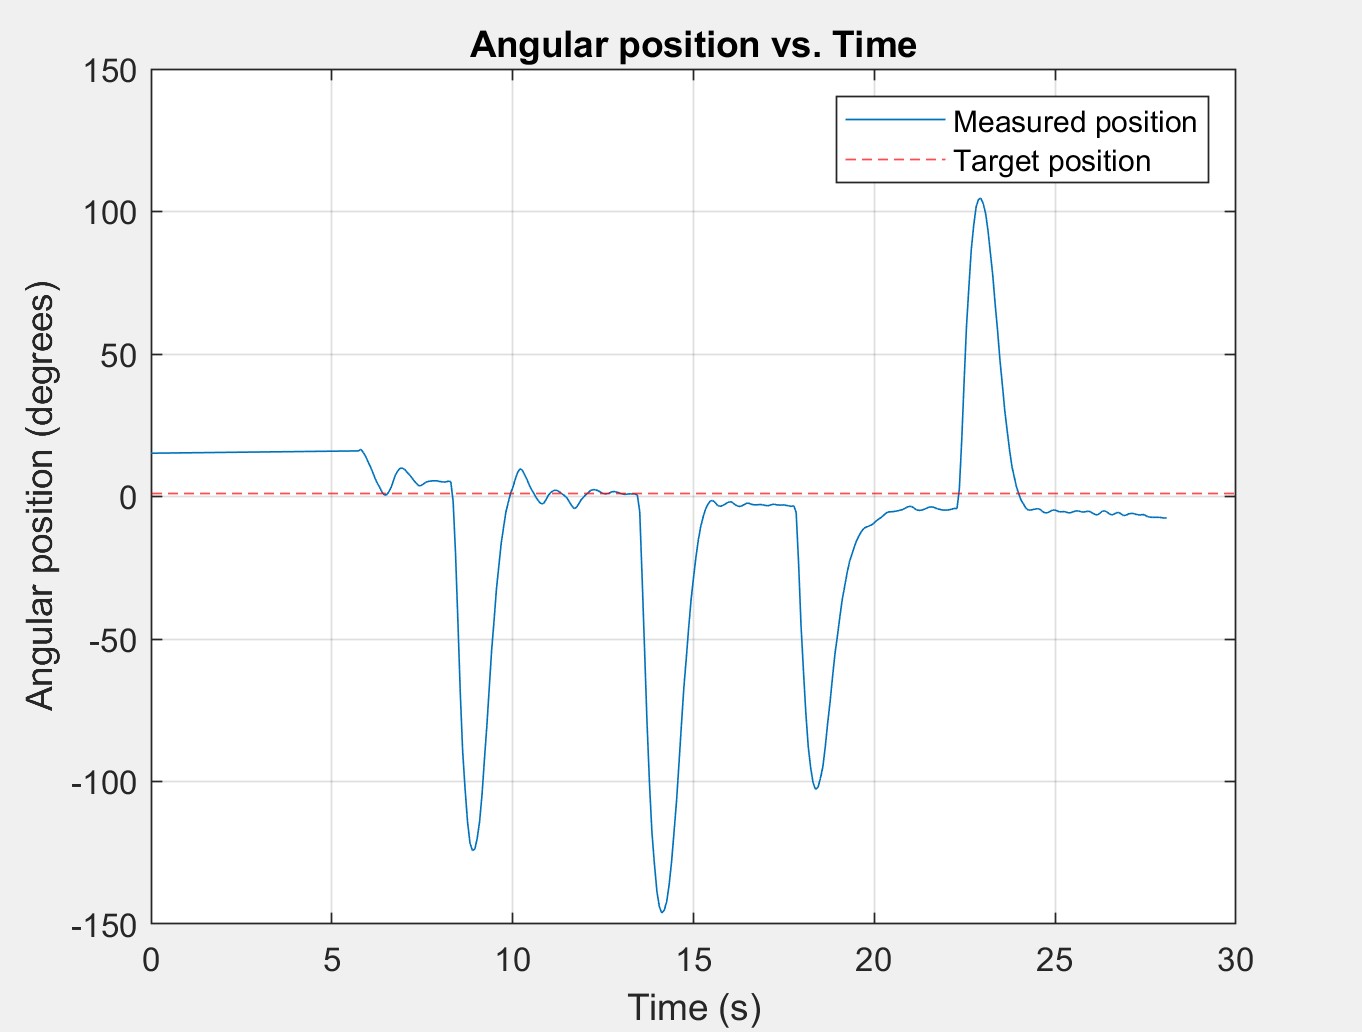 Angular position vs. Time
Measured position
Target position
150
100
50
0
-50
-100
-150
Angular position (degrees)
0 5 10 15 20 25 30
Time (s)